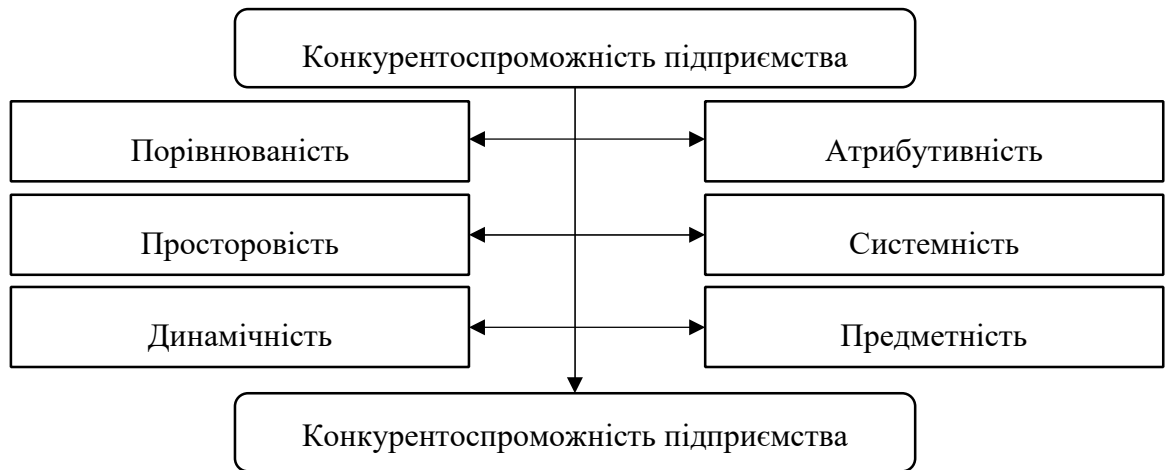 Конкурентоспроможність підприємства
Порівнюваність
Атрибутивність
Просторовість
Системність
Динамічність
Предметність
Конкурентоспроможність підприємства